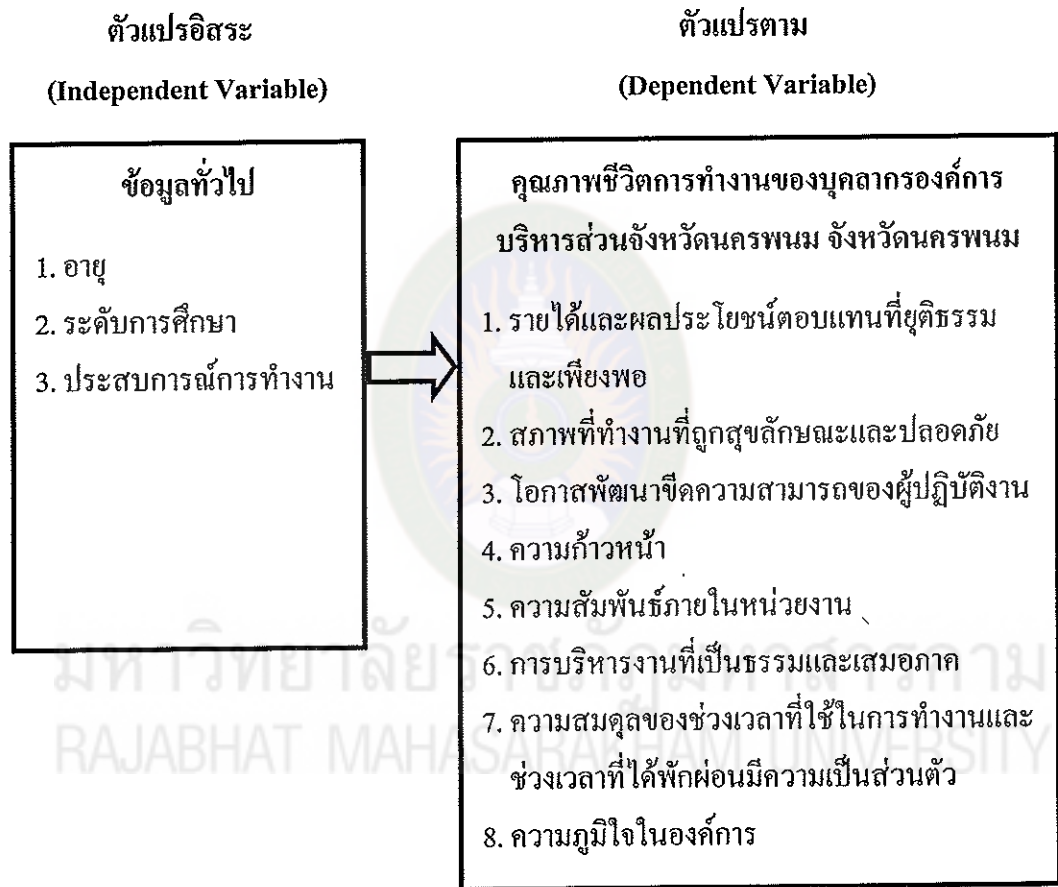 ตัวแปรอิสระ
(Independent Variable)
ข้อมูลทั่วไป
1. อายุ
2. ระดับการศึกษา
3. ประสบการณ์การทำงาน
ตัวแปรตาม
(Dependent Variable)
คุณภาพชีวิตการทำงานของบุคลากรองค์การ
บริหารส่วนจังหวัดนครพนม จังหวัดนครพนม
1. รายได้และผลประโยชน์ตอบแทนที่ยุติธรรม
และเพียงพอ
2. สภาพที่ทำงานที่ถูกสุขลักษณะและปลอดภัย
3. โอกาสพัฒนาขีดความสามารถของผู้ปฏิบัติงาน
4. ความก้าวหน้า
5. ความสัมพันธ์ภายในหน่วยงาน
6. การบริหารงานที่เป็นธรรมและเสมอภาค
7. ความสมดุลของช่วงเวลาที่ใช้ในการทำงานและ
ช่วงเวลาที่ได้พักผ่อนมีความเป็นส่วนตัว
8. ความภูมิใจในองค์การ
มหาวิทยาลัยราชภัฏมหาสารคาม
RAJABHAT MAHASARAKHAM UNIVERSITY